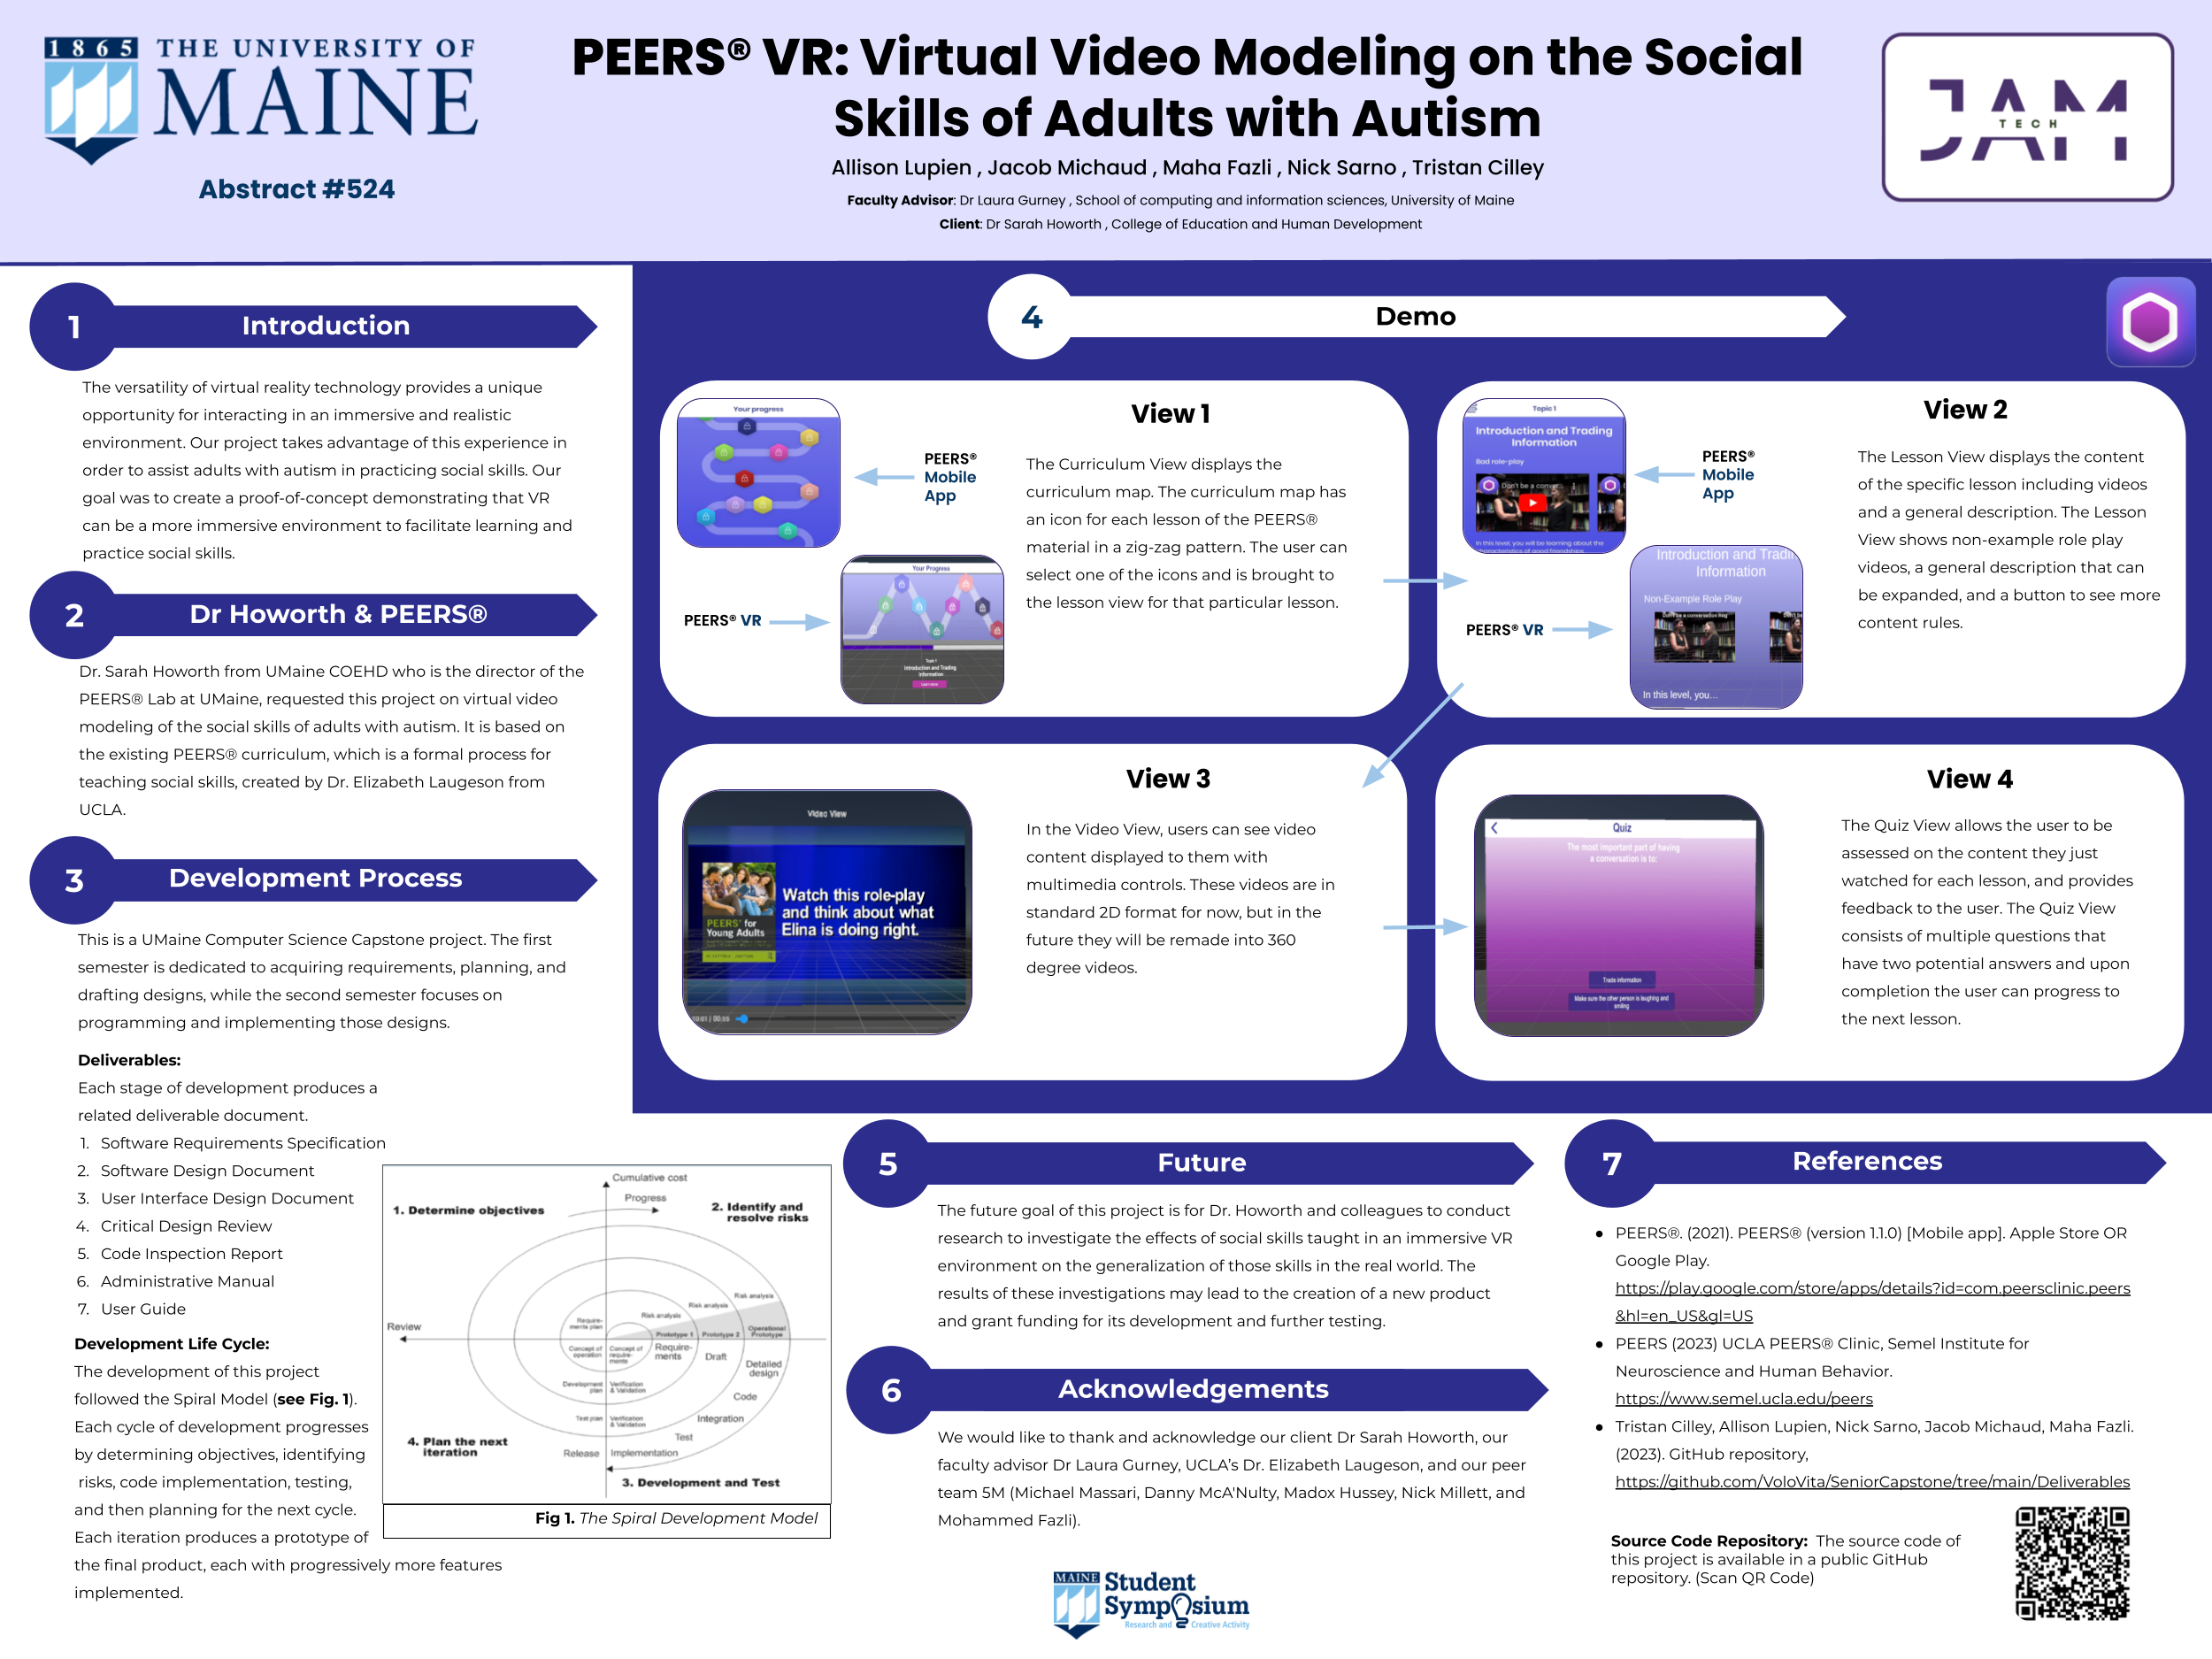 1865 THE UNIVERSITY OF
MAINE
Abstract #524
PEERS® VR: Virtual Video Modeling on the Social
Skills of Adults with Autism
Allison Lupien , Jacob Michaud , Maha Fazli , Nick Sarno , Tristan Cilley
Faculty Advisor: Dr Laura Gurney , School of computing and information sciences, University of Maine
Client: Dr Sarah Howorth , College of Education and Human Development
JAM
TECH
1 Introduction
The versatility of virtual reality technology provides a unique
opportunity for interacting in an immersive and realistic
environment. Our project takes advantage of this experience in
order to assist adults with autism in practicing social skills. Our
goal was to create a proof-of-concept demonstrating that VR
can be a more immersive environment to facilitate learning and
practice social skills.
2 Dr Howorth & PEERS®
Dr. Sarah Howorth from UMaine COEHD who is the director of the
PEERS® Lab at UMaine, requested this project on virtual video
modeling of the social skills of adults with autism. It is based on
the existing PEERS® curriculum, which is a formal process for
teaching social skills, created by Dr. Elizabeth Laugeson from
UCLA.
3 Development Process
This is a UMaine Computer Science Capstone project. The first
semester is dedicated to acquiring requirements, planning, and
drafting designs, while the second semester focuses on
programming and implementing those designs.
Deliverables:
Each stage of development produces a
related deliverable document.
1. Software Requirements Specification
2. Software Design Document
3. User Interface Design Document
4. Critical Design Review
5. Code Inspection Report
6. Administrative Manual
7. User Guide
Development Life Cycle:
The development of this project
followed the Spiral Model (see Fig. 1).
Each cycle of development progresses
by determining objectives, identifying
risks, code implementation, testing,
and then planning for the next cycle.
Each iteration produces a prototype of
the final product, each with progressively more features
implemented.
Cumulative cost
Progress
1. Determine objectives
2. Identify and
resolve risks
Risk analysis
Risk analysis
Risk analysis
Require-
ments plan
Review
Prototype 1
Prototype 2
Operational
Prototype
Concept of
operation
Concept of
require-
ments
Require-
ments
Draft
Detailed
design
Development
plan
Verification
& Validation
Code
Test plan
Verification
& Validation
Integration
Test
4. Plan the next
iteration
Release
Implementation
3. Development and Test
Fig 1. The Spiral Development Model
4 Demo
View 1
Your progress
PEERS®
Mobile
App
PEERS® VR
Your Progress
Topic 1
Introduction and Trading
Information
Learn more
The Curriculum View displays the
curriculum map. The curriculum map has
an icon for each lesson of the PEERS®
material in a zig-zag pattern. The user can
select one of the icons and is brought to
the lesson view for that particular lesson.
View 2
Topic 1
Introduction and Trading
Information
Bad role-play
Don't be a conver...
In this level, you will be learning about the
characteristics of good friendships
PEERS®
Mobile
App
PEERS® VR
Introduction and Tradin
Information
Non-Example Role Play
Don't be a conversation hog
In this level, you...
The Lesson View displays the content
of the specific lesson including videos
and a general description. The Lesson
View shows non-example role play
videos, a general description that can
be expanded, and a button to see more
content rules.
View 3
Video View
PEERS® for
Young Adults
Watch this role-play
and think about what
Elina is doing right.
00:01 / 00:55
In the Video View, users can see video
content displayed to them with
multimedia controls. These videos are in
standard 2D format for now, but in the
future they will be remade into 360
degree videos.
View 4
Quiz
The most important part of having
a conversation is to:
Trade information
Make sure the other person is laughing and
smiling
The Quiz View allows the user to be
assessed on the content they just
watched for each lesson, and provides
feedback to the user. The Quiz View
consists of multiple questions that
have two potential answers and upon
completion the user can progress to
the next lesson.
5 Future
The future goal of this project is for Dr. Howorth and colleagues to conduct
research to investigate the effects of social skills taught in an immersive VR
environment on the generalization of those skills in the real world. The
results of these investigations may lead to the creation of a new product
and grant funding for its development and further testing.
6 Acknowledgements
We would like to thank and acknowledge our client Dr Sarah Howorth, our
faculty advisor Dr Laura Gurney, UCLA's Dr. Elizabeth Laugeson, and our peer
team 5M (Michael Massari, Danny McA'Nulty, Madox Hussey, Nick Millett, and
Mohammed Fazli).
MAINE Student
Symposium
Research and Creative Activity
7 References
● PEERS®. (2021). PEERS® (version 1.1.0) [Mobile app]. Apple Store OR
Google Play.
https://play.google.com/store/apps/details?id=com.peersclinic.peers
&hl=en_US&gl=US
● PEERS (2023) UCLA PEERS® Clinic, Semel Institute for
Neuroscience and Human Behavior.
https://www.semel.ucla.edu/peers
● Tristan Cilley, Allison Lupien, Nick Sarno, Jacob Michaud, Maha Fazli.
(2023). GitHub repository,
https://github.com/VoloVita/SeniorCapstone/tree/main/Deliverables
Source Code Repository: The source code of
this project is available in a public GitHub
repository. (Scan QR Code)